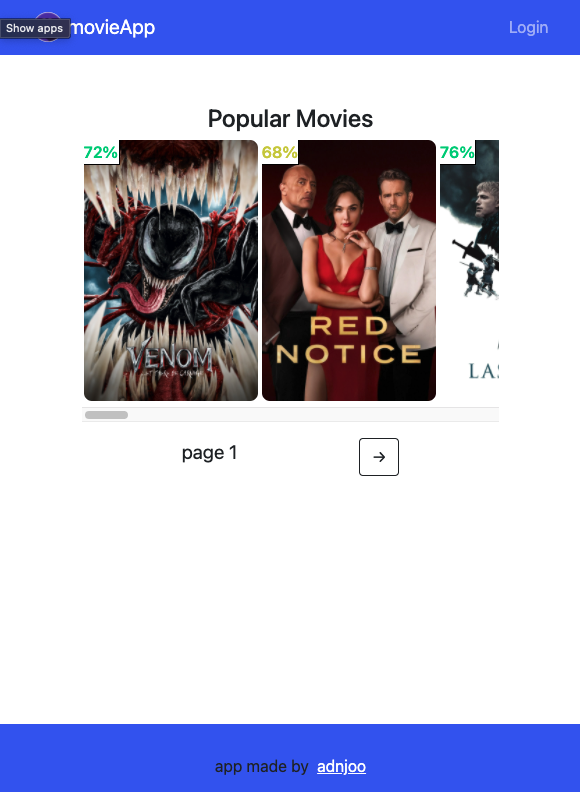 Show apps
movieApp
Login
Popular Movies
72%
68%
76%
VENOM
RED
NOTICE
LAS
page 1
→
app made by adnjoo